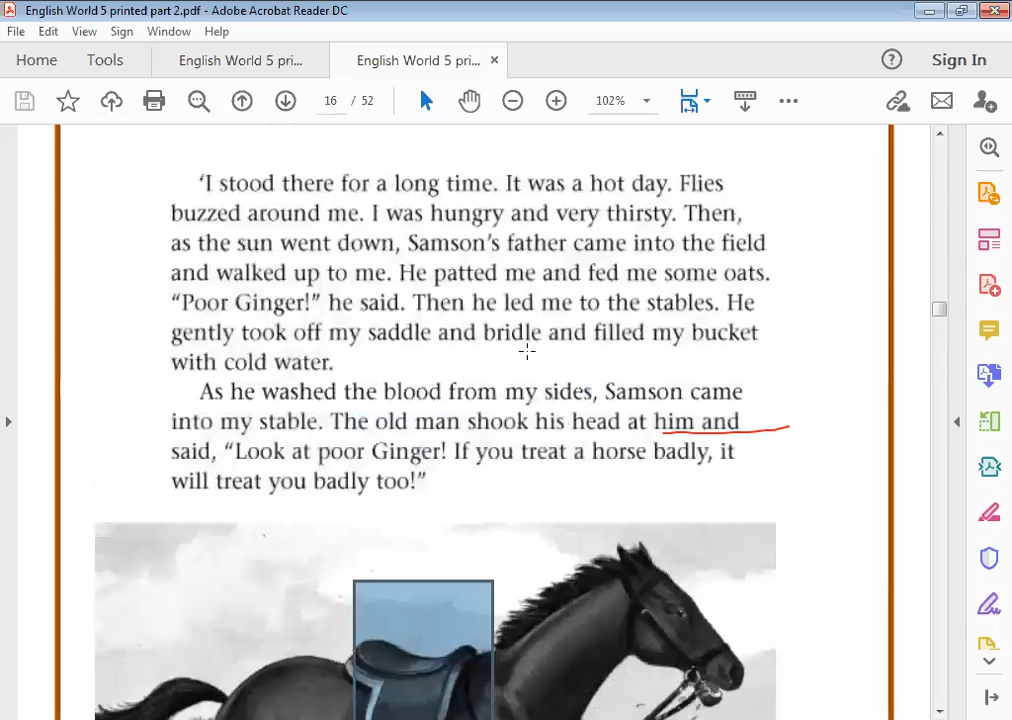 English World 5 printed part 2.pdf - Adobe Acrobat Reader DC
File Edit View Sign Window Help
Home Tools English World 5 pri... English World 5 pri... × Sign In
16 / 52 102%
‘I stood there for a long time. It was a hot day. Flies
buzzed around me. I was hungry and very thirsty. Then,
as the sun went down, Samson’s father came into the field
and walked up to me. He patted me and fed me some oats.
“Poor Ginger!” he said. Then he led me to the stables. He
gently took off my saddle and bridle and filled my bucket
with cold water.
As he washed the blood from my sides, Samson came
into my stable. The old man shook his head at him and
said, “Look at poor Ginger! If you treat a horse badly, it
will treat you badly too!”